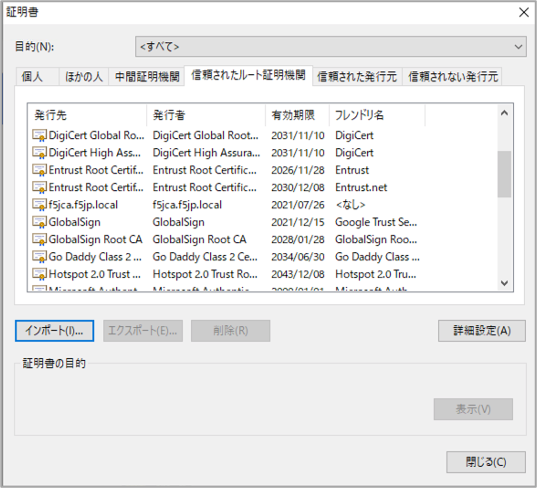 証明書
目的(N): <すべて>
個人 ほかの人 中間証明機関 信頼されたルート証明機関 信頼された発行元 信頼されない発行元
発行先 発行者 有効期限 フレンドリ名
DigiCert Global Ro... DigiCert Global Root... 2031/11/10 DigiCert
DigiCert High Ass... DigiCert High Assura... 2031/11/10 DigiCert
Entrust Root Certif... Entrust Root Certific... 2026/11/28 Entrust
Entrust Root Certif... Entrust Root Certific... 2030/12/08 Entrust.net
f5jca.f5jp.local f5jca.f5jp.local 2021/07/26 <なし>
GlobalSign GlobalSign 2021/12/15 Google Trust Se...
GlobalSign Root CA GlobalSign Root CA 2028/01/28 GlobalSign Roo...
Go Daddy Class 2 ... Go Daddy Class 2 Ce... 2034/06/30 Go Daddy Class ...
Hotspot 2.0 Trust ... Hotspot 2.0 Trust Ro... 2043/12/08 Hotspot 2.0 Tru...
インポート(I)... エクスポート(E)... 削除(R) 詳細設定(A)
証明書の目的
表示(V)
閉じる(C)